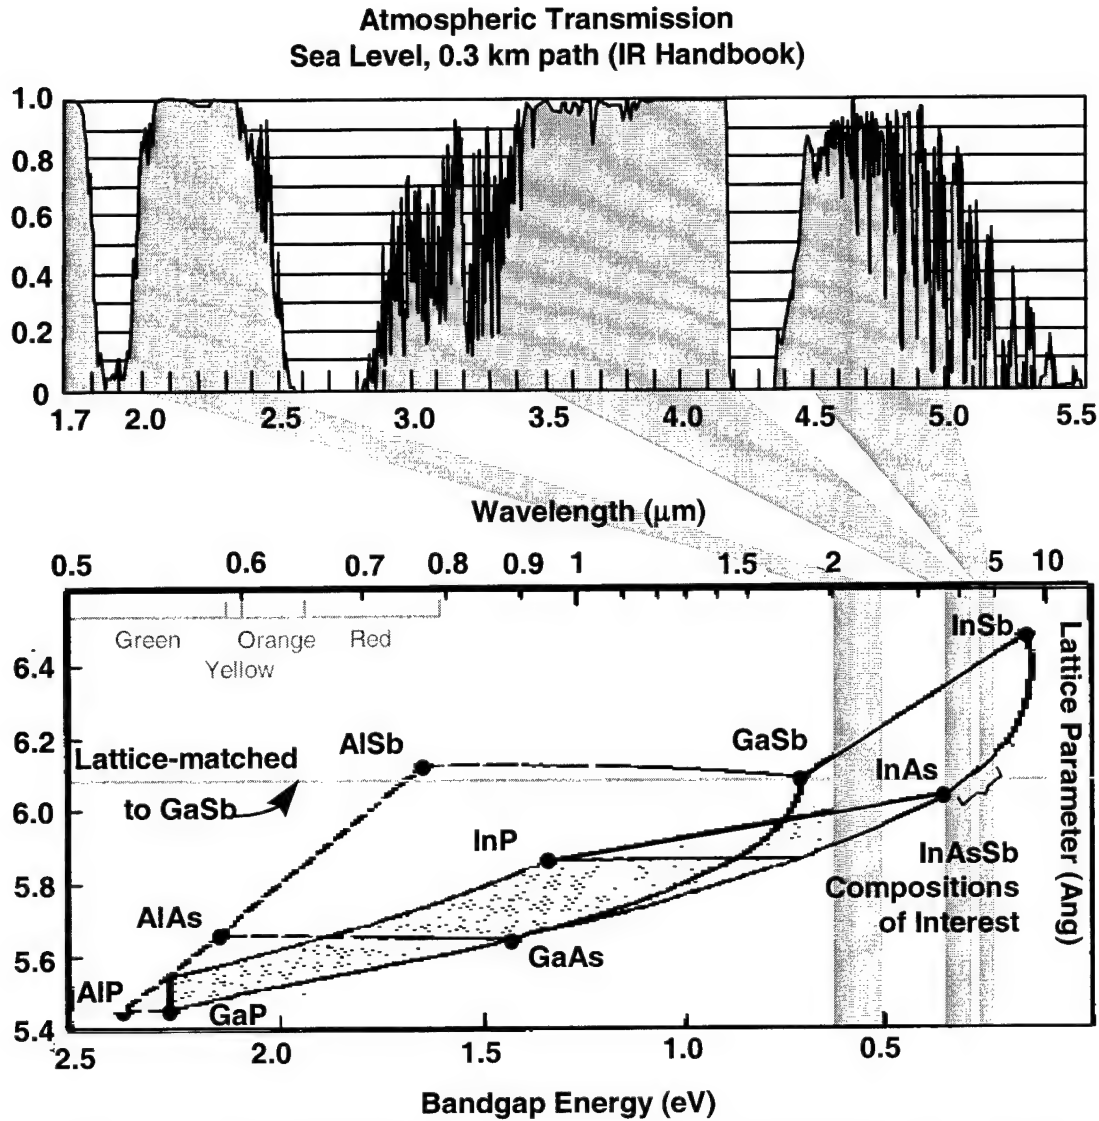 Atmospheric Transmission
Sea Level, 0.3 km path (IR Handbook)
1.0
0.8
0.6
0.4
0.2
0
1.7 2.0 2.5 3.0 3.5 4.0 4.5 5.0 5.5
Wavelength (μm)
0.5 0.6 0.7 0.8 0.9 1 1.5 2 5 10
Green Orange Red
Yellow
InSb
6.4
6.2
6.0
5.8
5.6
5.4
Lattice-matched
to GaSb
AlSb
GaSb
InAs
InP
InAsSb
Compositions
of Interest
AlAs
GaAs
AlP
GaP
Lattice Parameter (Ang)
2.5 2.0 1.5 1.0 0.5
Bandgap Energy (eV)